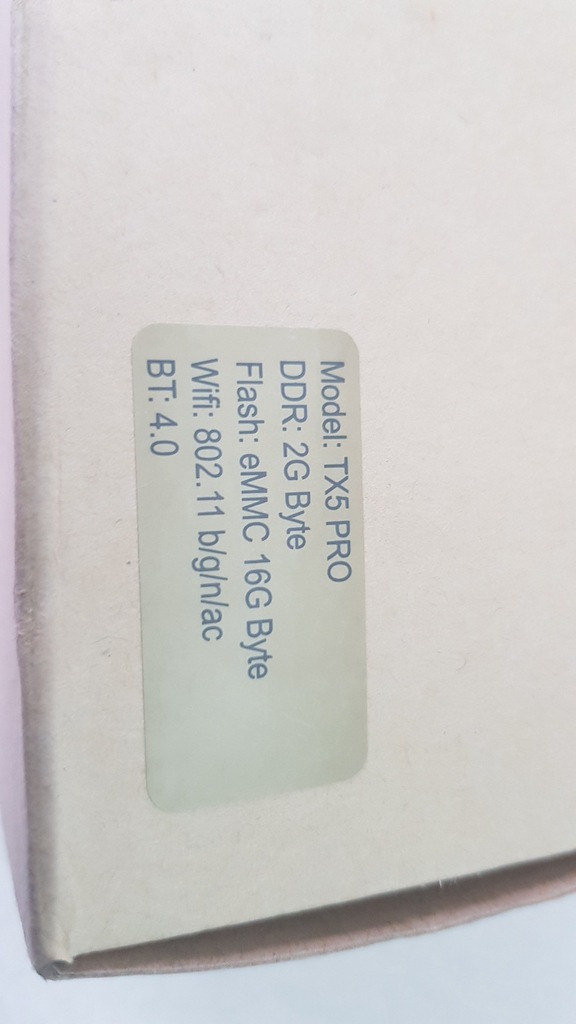 Model: TX5 PRO
DDR: 2G Byte
Flash: eMMC 16G Byte
Wifi: 802.11 b/g/n/ac
BT: 4.0